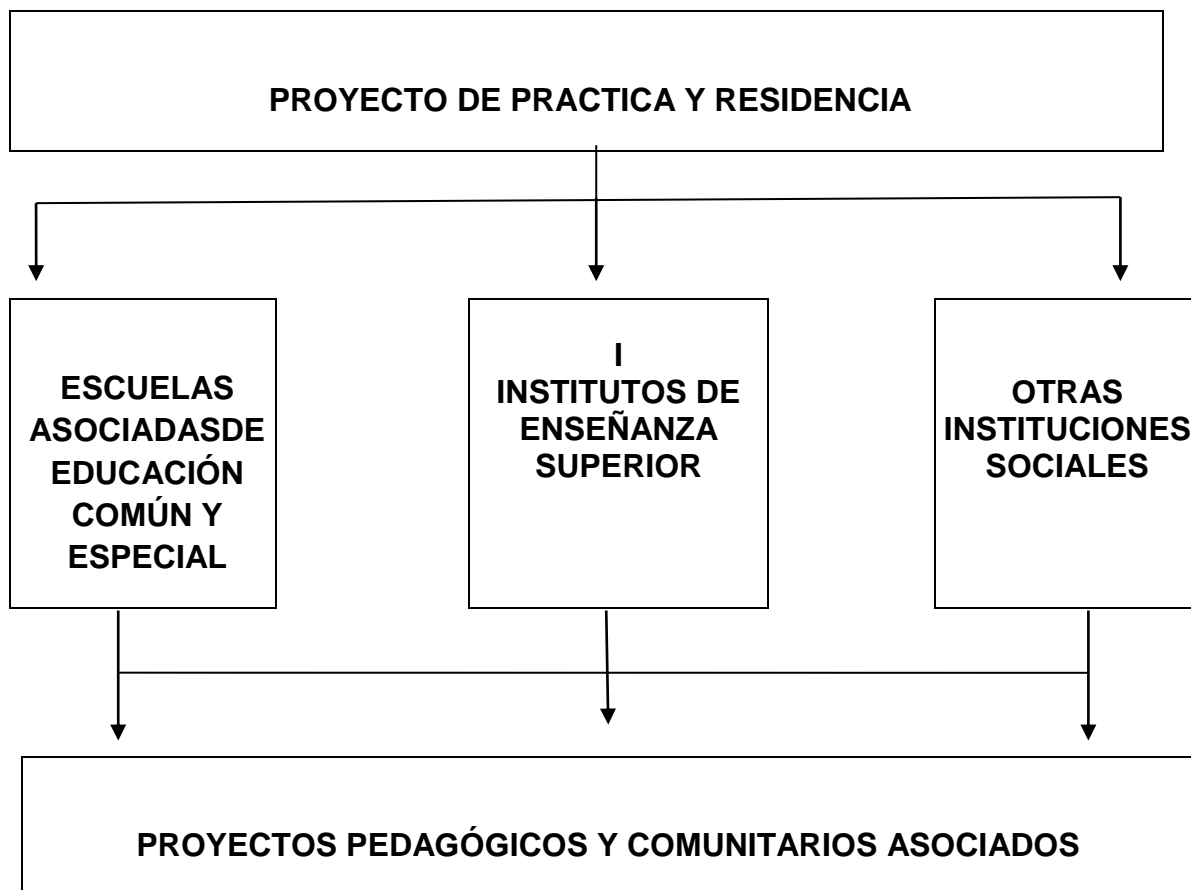 PROYECTO DE PRACTICA Y RESIDENCIA
ESCUELAS
ASOCIADASDE
EDUCACIÓN
COMÚN Y
ESPECIAL
I
INSTITUTOS DE
ENSEÑANZA
SUPERIOR
OTRAS
INSTITUCIONES
SOCIALES
PROYECTOS PEDAGÓGICOS Y COMUNITARIOS ASOCIADOS